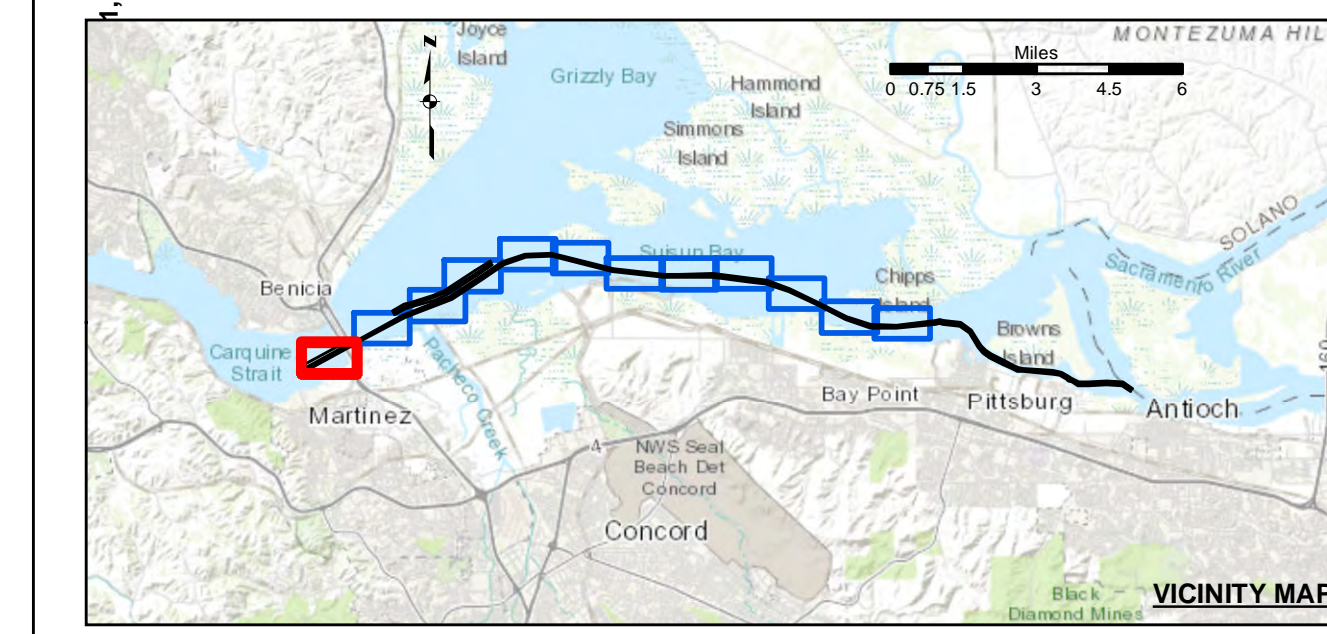 Joyce
Island
N
Grizzly Bay
MONTEZUMA HIL
Miles
0 0.75 1.5 3 4.5 6
Hammond
Island
Simmons
Island
SOLANO
Sacramento River
Suisun Bay
Chipps
Island
Benicia
Browns
Island
Carquine
Strait
Pacheco Creek
160
Martinez
Bay Point
Pittsburg
Antioch
4
NWS Seal
Beach Det
Concord
Concord
Black
Diamond Mines
VICINITY MAP